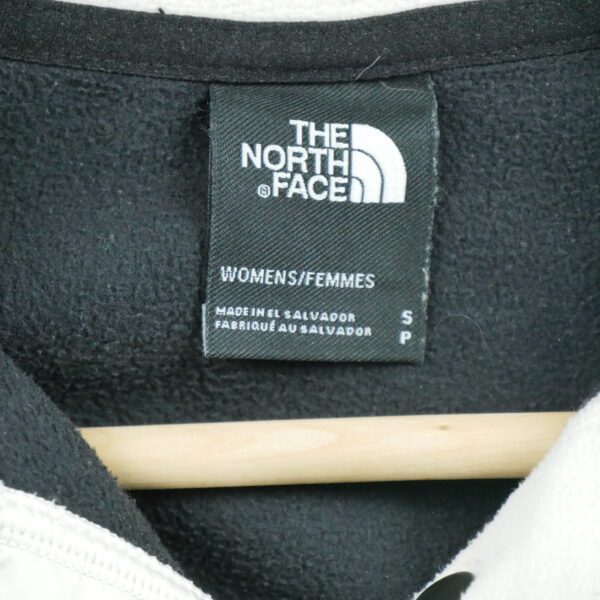 THE
NORTH
®FACE
WOMENS/FEMMES
MADE IN EL SALVADOR S
FABRIQUÉ AU SALVADOR P